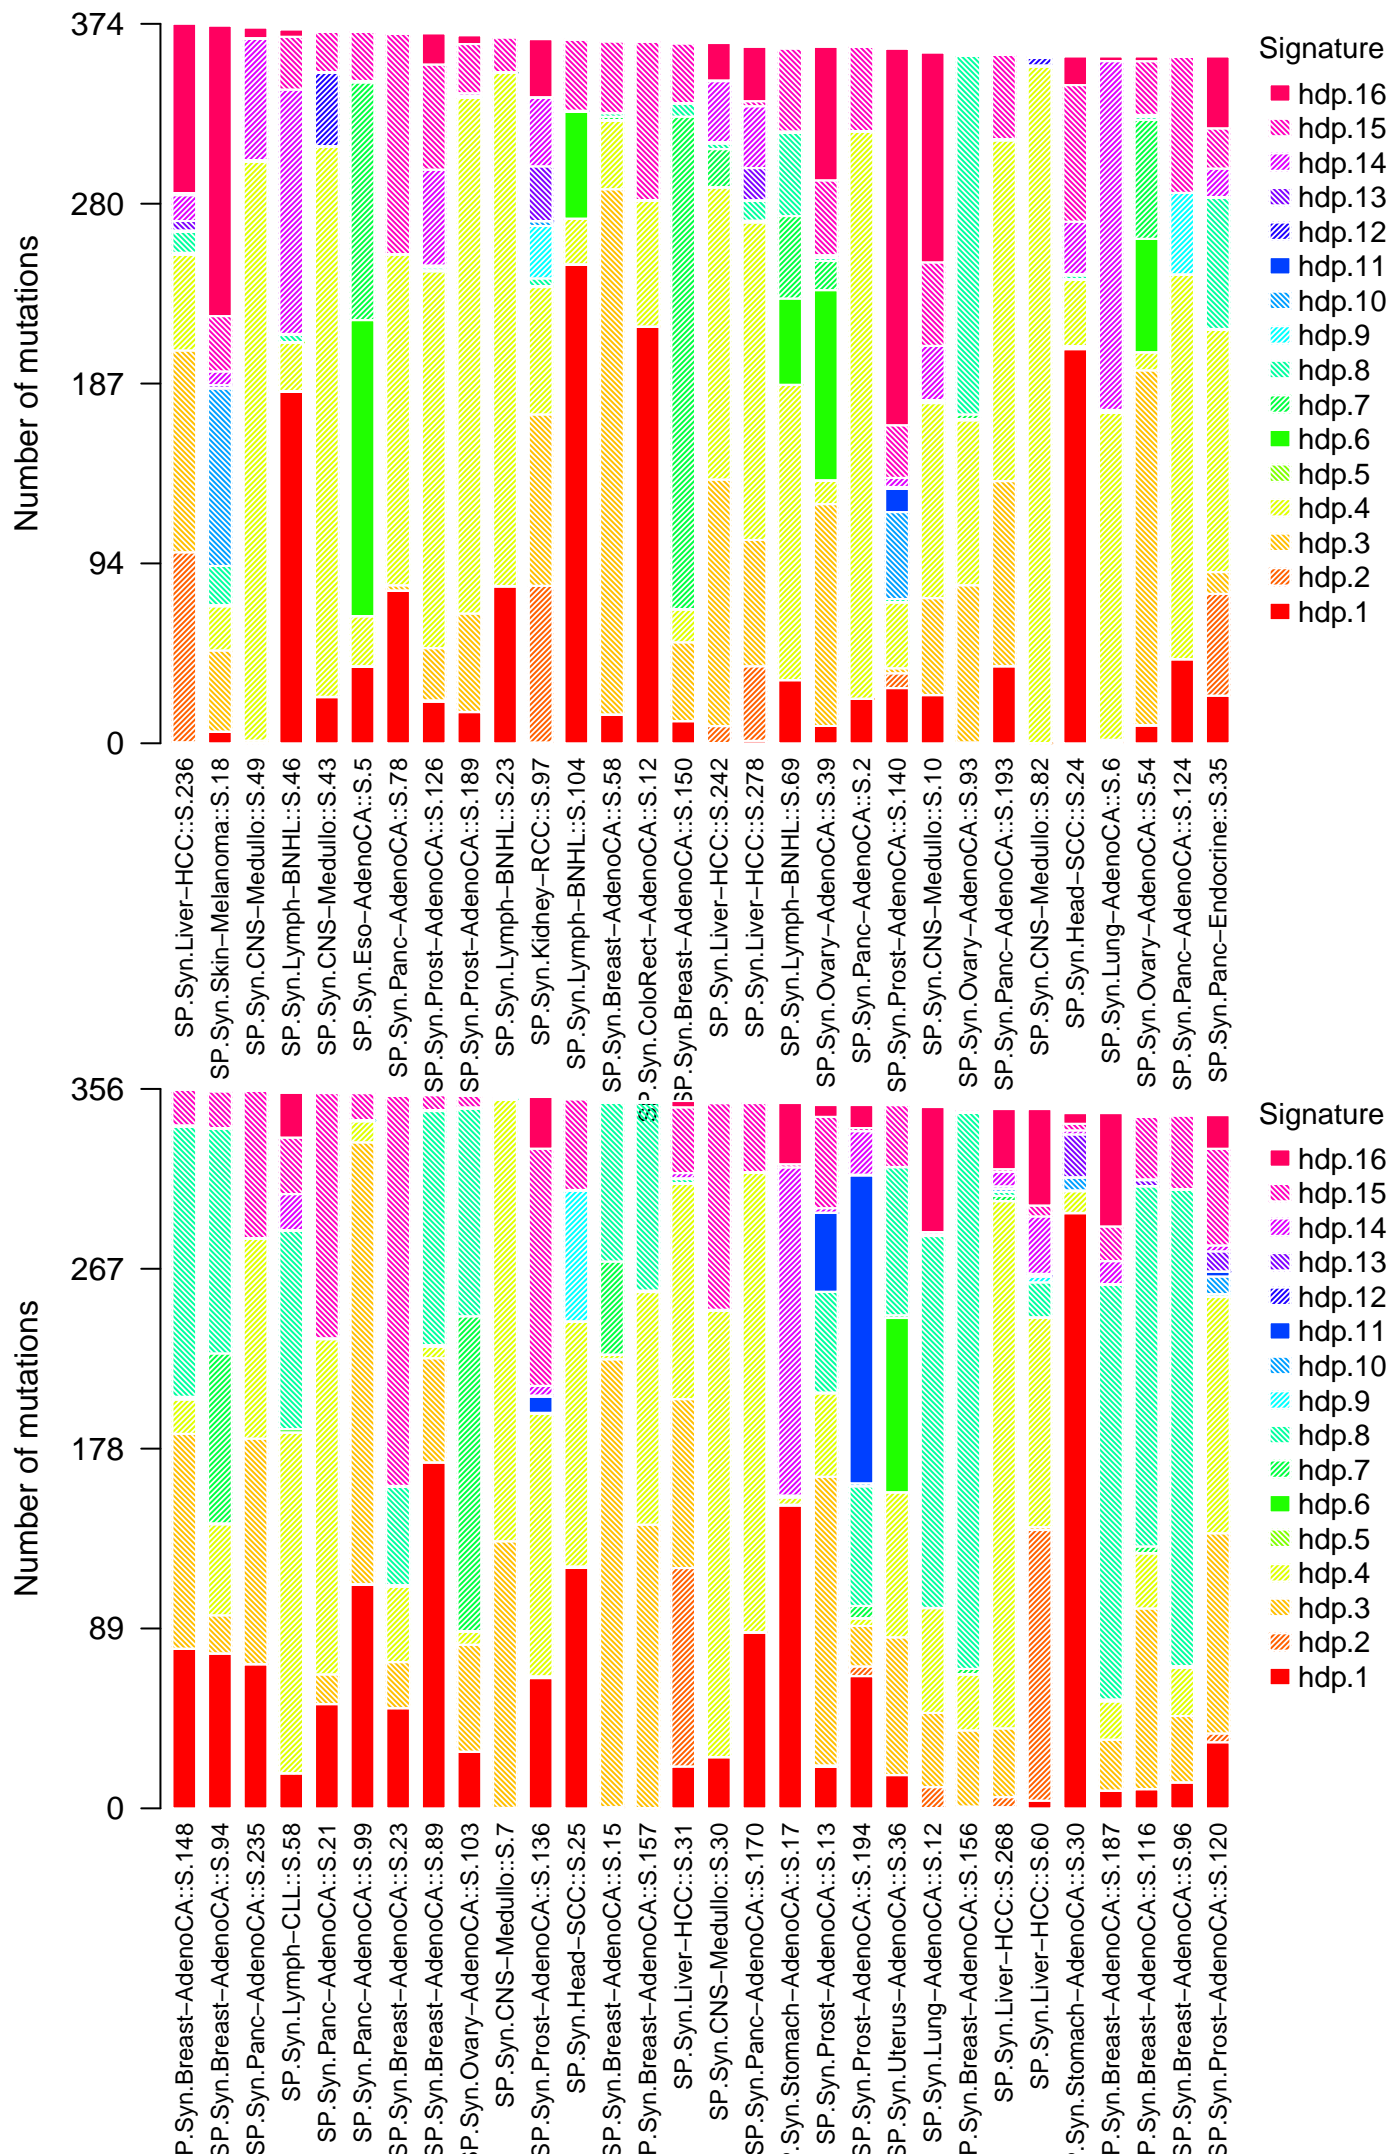 Number of mutations
374
280
187
94
0
Signature
hdp.16
hdp.15
hdp.14
hdp.13
hdp.12
hdp.11
hdp.10
hdp.9
hdp.8
hdp.7
hdp.6
hdp.5
hdp.4
hdp.3
hdp.2
hdp.1
SP.Syn.Liver−HCC::S.236
SP.Syn.Skin−Melanoma::S.18
SP.Syn.CNS−Medullo::S.49
SP.Syn.Lymph−BNHL::S.46
SP.Syn.CNS−Medullo::S.43
SP.Syn.Eso−AdenoCA::S.5
SP.Syn.Panc−AdenoCA::S.78
SP.Syn.Prost−AdenoCA::S.126
SP.Syn.Prost−AdenoCA::S.189
SP.Syn.Lymph−BNHL::S.23
SP.Syn.Kidney−RCC::S.97
SP.Syn.Lymph−BNHL::S.104
SP.Syn.Breast−AdenoCA::S.58
SP.Syn.ColoRect−AdenoCA::S.12
SP.Syn.Breast−AdenoCA::S.150
SP.Syn.Liver−HCC::S.242
SP.Syn.Liver−HCC::S.278
SP.Syn.Lymph−BNHL::S.69
SP.Syn.Ovary−AdenoCA::S.39
SP.Syn.Panc−AdenoCA::S.2
SP.Syn.Prost−AdenoCA::S.140
SP.Syn.CNS−Medullo::S.10
SP.Syn.Ovary−AdenoCA::S.93
SP.Syn.Panc−AdenoCA::S.193
SP.Syn.CNS−Medullo::S.82
SP.Syn.Head−SCC::S.24
SP.Syn.Lung−AdenoCA::S.6
SP.Syn.Ovary−AdenoCA::S.54
SP.Syn.Panc−AdenoCA::S.124
SP.Syn.Panc−Endocrine::S.35
Number of mutations
356
267
178
89
0
Signature
hdp.16
hdp.15
hdp.14
hdp.13
hdp.12
hdp.11
hdp.10
hdp.9
hdp.8
hdp.7
hdp.6
hdp.5
hdp.4
hdp.3
hdp.2
hdp.1
P.Syn.Breast−AdenoCA::S.148
SP.Syn.Breast−AdenoCA::S.94
SP.Syn.Panc−AdenoCA::S.235
SP.Syn.Lymph−CLL::S.58
SP.Syn.Panc−AdenoCA::S.21
SP.Syn.Panc−AdenoCA::S.99
SP.Syn.Breast−AdenoCA::S.23
SP.Syn.Breast−AdenoCA::S.89
SP.Syn.Ovary−AdenoCA::S.103
SP.Syn.CNS−Medullo::S.7
SP.Syn.Prost−AdenoCA::S.136
SP.Syn.Head−SCC::S.25
SP.Syn.Breast−AdenoCA::S.15
P.Syn.Breast−AdenoCA::S.157
SP.Syn.Liver−HCC::S.31
SP.Syn.CNS−Medullo::S.30
SP.Syn.Panc−AdenoCA::S.170
P.Syn.Stomach−AdenoCA::S.17
SP.Syn.Prost−AdenoCA::S.13
SP.Syn.Prost−AdenoCA::S.194
SP.Syn.Uterus−AdenoCA::S.36
SP.Syn.Lung−AdenoCA::S.12
P.Syn.Breast−AdenoCA::S.156
SP.Syn.Liver−HCC::S.268
SP.Syn.Liver−HCC::S.60
.Syn.Stomach−AdenoCA::S.30
P.Syn.Breast−AdenoCA::S.187
P.Syn.Breast−AdenoCA::S.116
SP.Syn.Breast−AdenoCA::S.96
SP.Syn.Prost−AdenoCA::S.120